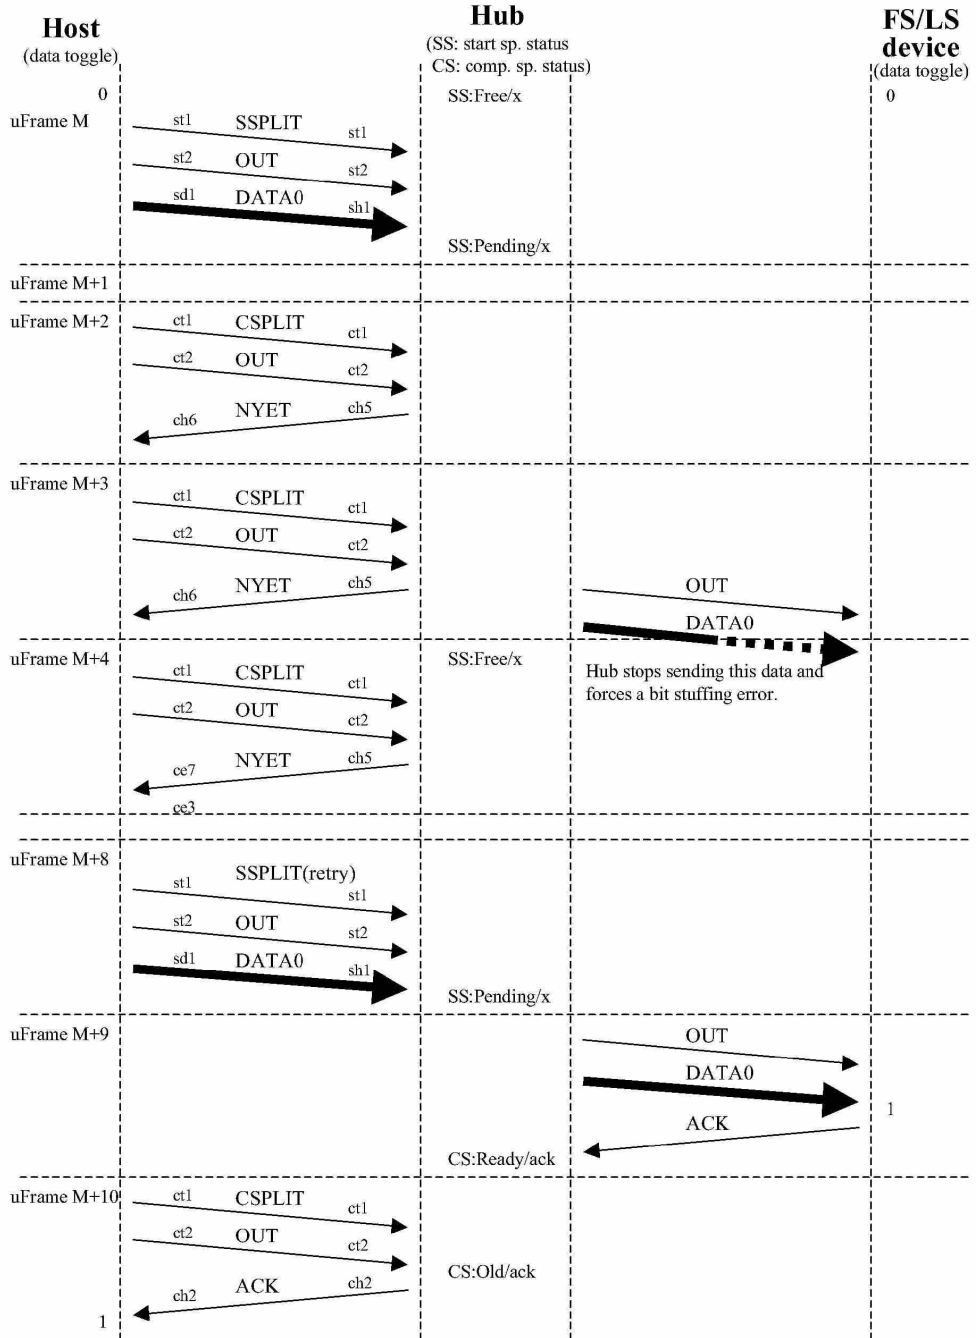 Host
(data toggle)
Hub
(SS: start sp. status
CS: comp. sp. status)
FS/LS
device
(data toggle)
0
SS:Free/x
0
uFrame M
st1 SSPLIT st1
st2 OUT st2
sd1 DATA0 sh1
SS:Pending/x
uFrame M+1
uFrame M+2
ct1 CSPLIT ct1
ct2 OUT ct2
ch6 NYET ch5
uFrame M+3
ct1 CSPLIT ct1
ct2 OUT ct2
ch6 NYET ch5
OUT
DATA0
uFrame M+4
SS:Free/x
Hub stops sending this data and
forces a bit stuffing error.
ct1 CSPLIT ct1
ct2 OUT ct2
ce7 NYET ch5
ce3
uFrame M+8
st1 SSPLIT(retry) st1
st2 OUT st2
sd1 DATA0 sh1
SS:Pending/x
uFrame M+9
OUT
DATA0
1
ACK
CS:Ready/ack
uFrame M+10
ct1 CSPLIT ct1
ct2 OUT ct2
CS:Old/ack
ch2 ACK ch2
1